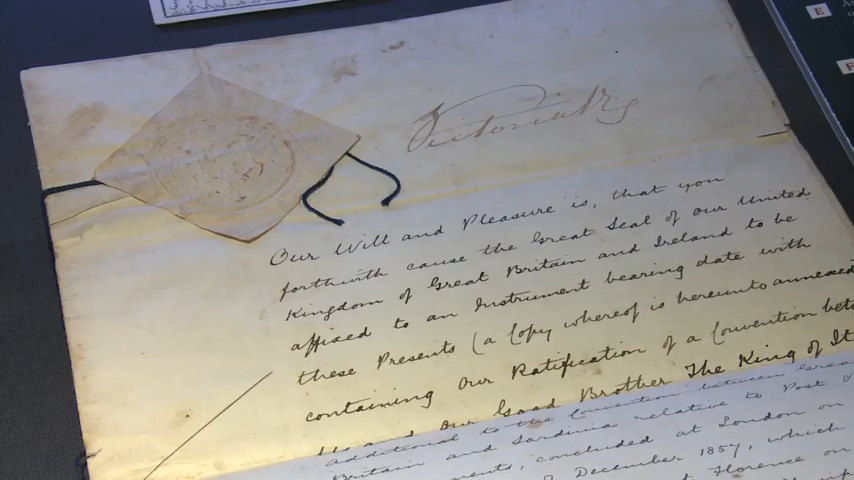 Victoria Rg
Our Will and Pleasure is, that you
forthwith cause the Great Seal of our United
Kingdom of Great Britain and Ireland to be
affixed to an Instrument bearing date with
these Presents (a Copy whereof is hereunto annexed
containing Our Ratification of a Convention
and Our Good Brother The King of
additional to the Convention between
Britain and Sardinia relative to Post
concluded at London on
December 1857, which
Florence on
E
F